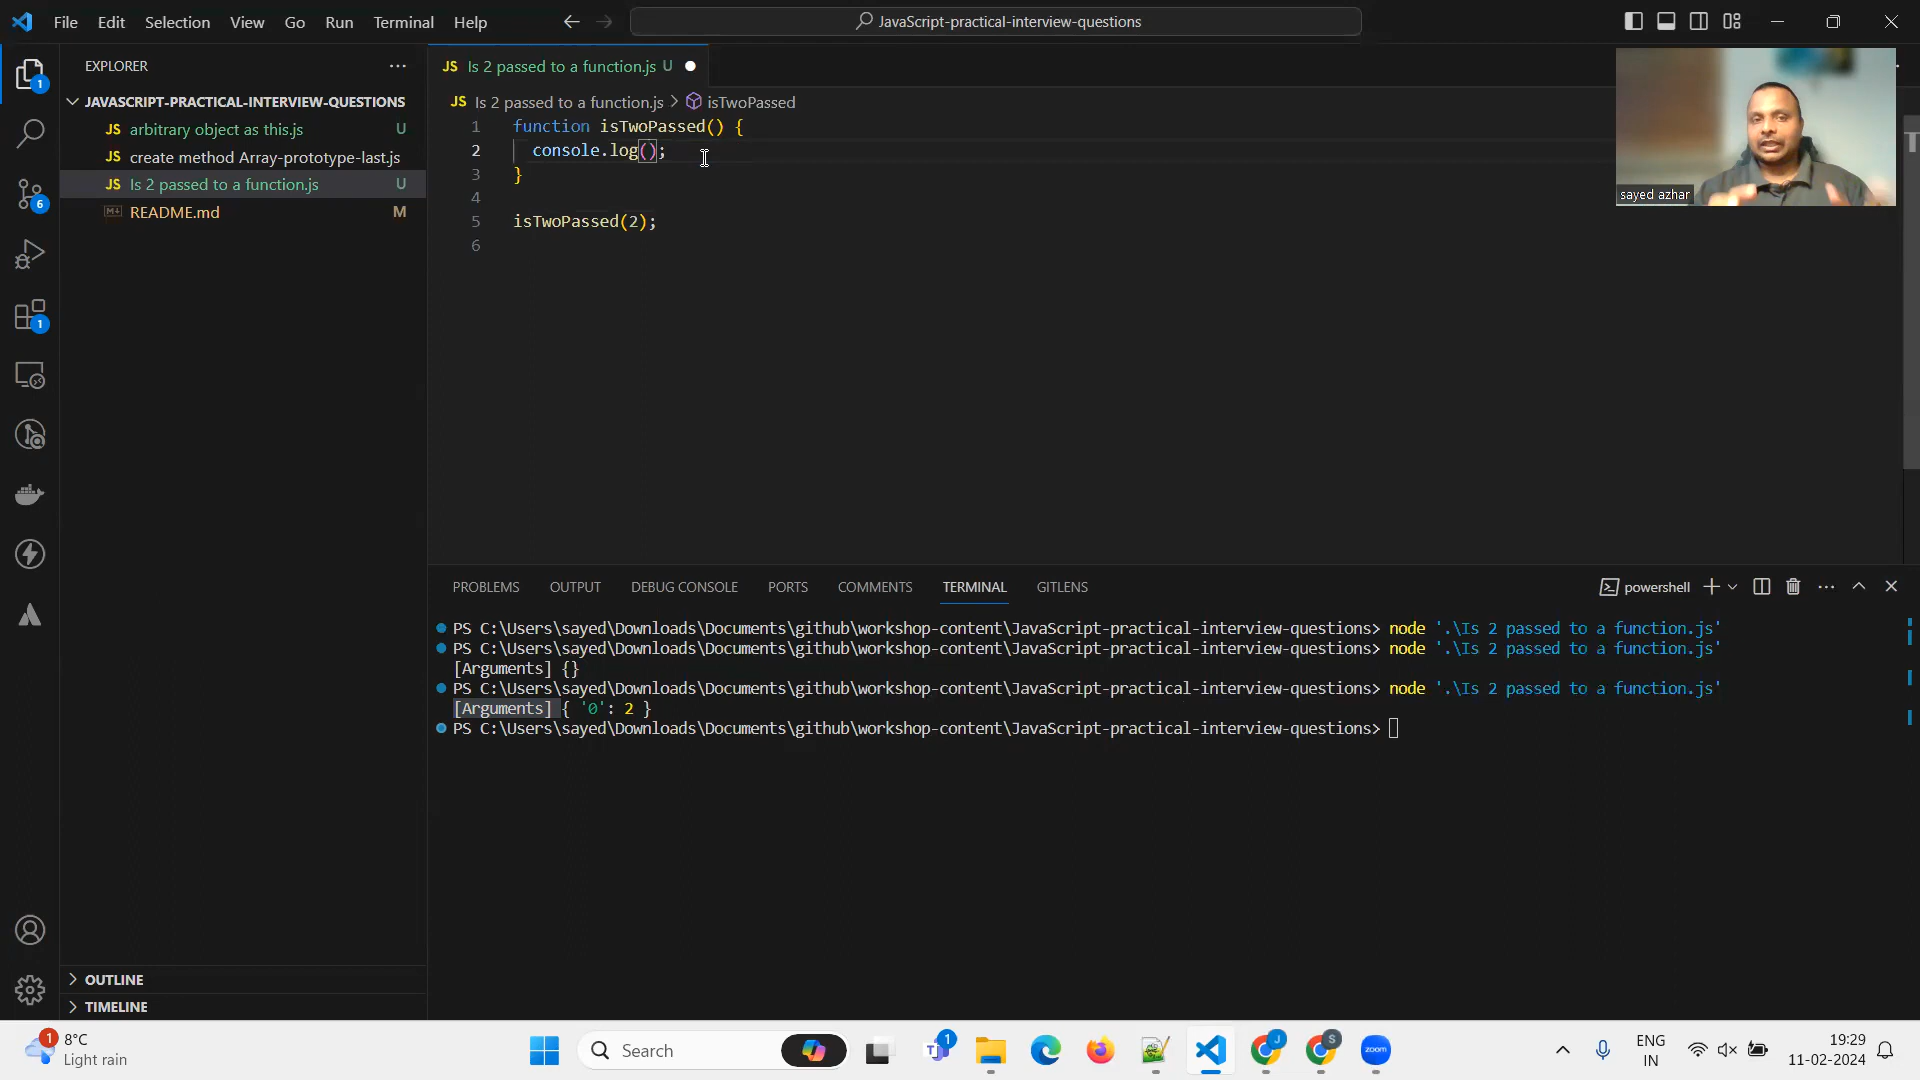 File Edit Selection View Go Run Terminal Help
JavaScript-practical-interview-questions
EXPLORER
JAVASCRIPT-PRACTICAL-INTERVIEW-QUESTIONS
JS arbitrary object as this.js U
JS create method Array-prototype-last.js
JS Is 2 passed to a function.js U
README.md M
1
6
1
OUTLINE
TIMELINE
JS Is 2 passed to a function.js U
JS Is 2 passed to a function.js > isTwoPassed
1 function isTwoPassed() {
2 console.log();
3 }
4
5 isTwoPassed(2);
6
sayed azhar
PROBLEMS OUTPUT DEBUG CONSOLE PORTS COMMENTS TERMINAL GITLENS
powershell
PS C:\Users\sayed\Downloads\Documents\github\workshop-content\JavaScript-practical-interview-questions> node '.\Is 2 passed to a function.js'
PS C:\Users\sayed\Downloads\Documents\github\workshop-content\JavaScript-practical-interview-questions> node '.\Is 2 passed to a function.js'
[Arguments] {}
PS C:\Users\sayed\Downloads\Documents\github\workshop-content\JavaScript-practical-interview-questions> node '.\Is 2 passed to a function.js'
[Arguments] { '0': 2 }
PS C:\Users\sayed\Downloads\Documents\github\workshop-content\JavaScript-practical-interview-questions>
1
8°C
Light rain
Search
1
J
S
zoom
ENG
IN
19:29
11-02-2024